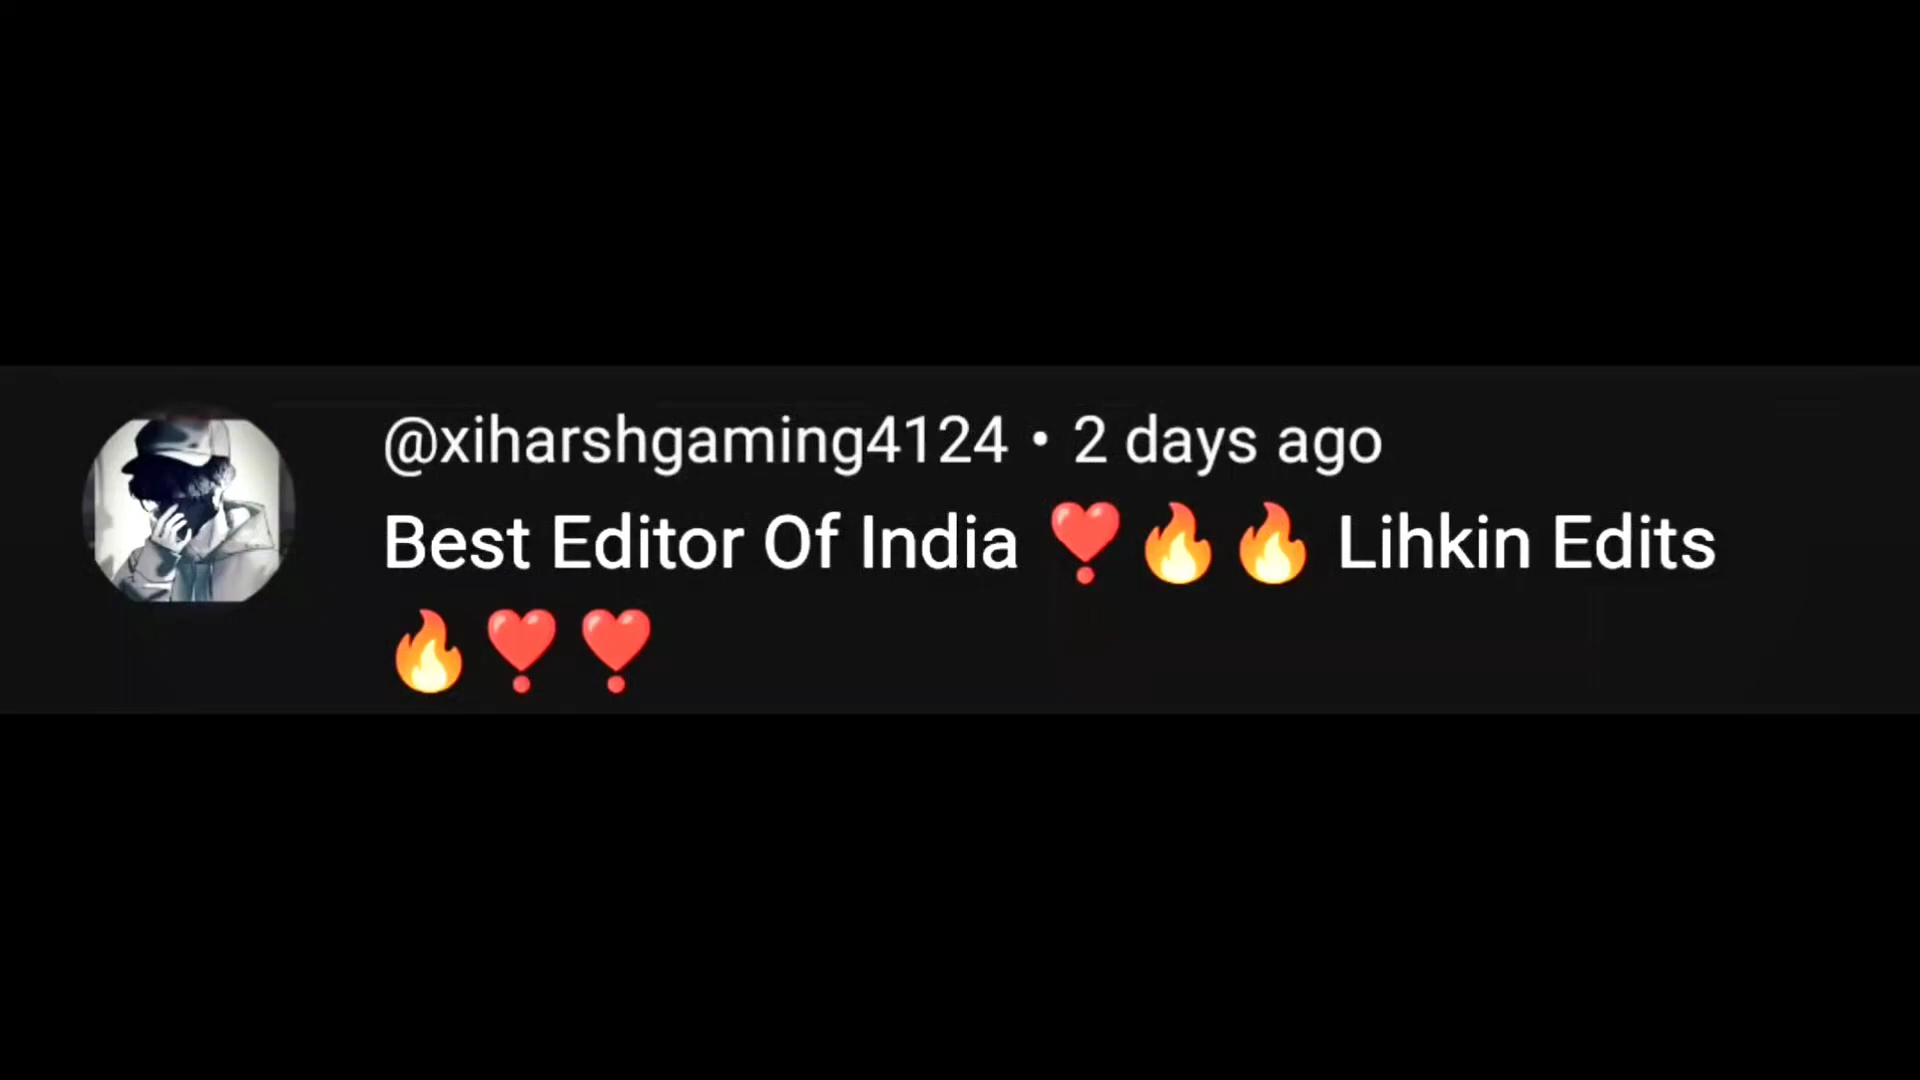 @xiharshgaming4124 • 2 days ago
Best Editor Of India ❣️🔥🔥 Lihkin Edits
🔥❣️❣️